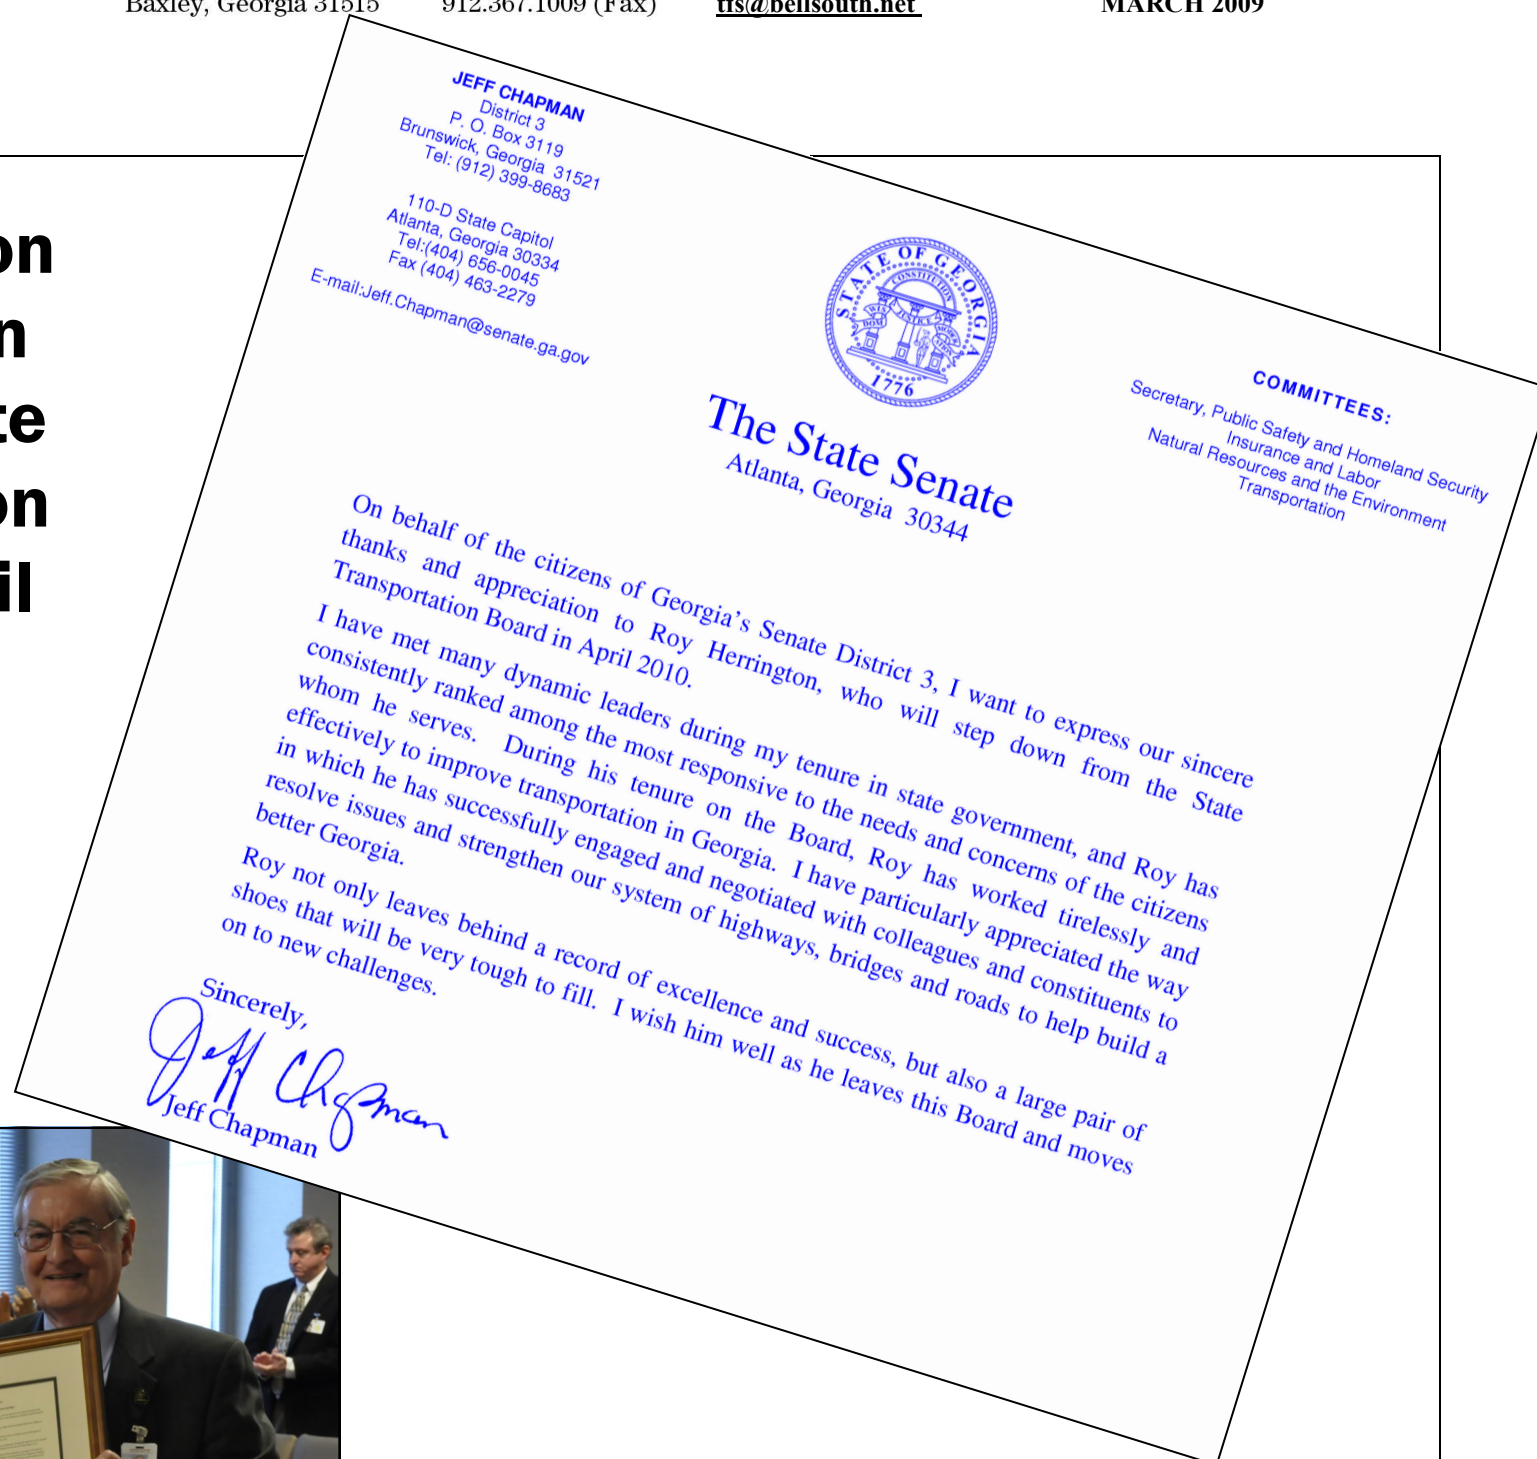 Baxley, Georgia 31515 912.367.1009 (Fax) tfs@bellsouth.net MARCH 2009
on
n
te
on
il
JEFF CHAPMAN
District 3
P. O. Box 3119
Brunswick, Georgia 31521
Tel: (912) 399-8683
110-D State Capitol
Atlanta, Georgia 30334
Tel:(404) 656-0045
Fax (404) 463-2279
E-mail:Jeff.Chapman@senate.ga.gov
STATE OF GEORGIA
CONSTITUTION
WISDOM
JUSTICE
MODERATION
1776
The State Senate
Atlanta, Georgia 30344
COMMITTEES:
Secretary, Public Safety and Homeland Security
Insurance and Labor
Natural Resources and the Environment
Transportation
On behalf of the citizens of Georgia’s Senate District 3, I want to express our sincere
thanks and appreciation to Roy Herrington, who will step down from the State
Transportation Board in April 2010.
I have met many dynamic leaders during my tenure in state government, and Roy has
consistently ranked among the most responsive to the needs and concerns of the citizens
whom he serves. During his tenure on the Board, Roy has worked tirelessly and
effectively to improve transportation in Georgia. I have particularly appreciated the way
in which he has successfully engaged and negotiated with colleagues and constituents to
resolve issues and strengthen our system of highways, bridges and roads to help build a
better Georgia.
Roy not only leaves behind a record of excellence and success, but also a large pair of
shoes that will be very tough to fill. I wish him well as he leaves this Board and moves
on to new challenges.
Sincerely,
Jeff Chapman
Jeff Chapman